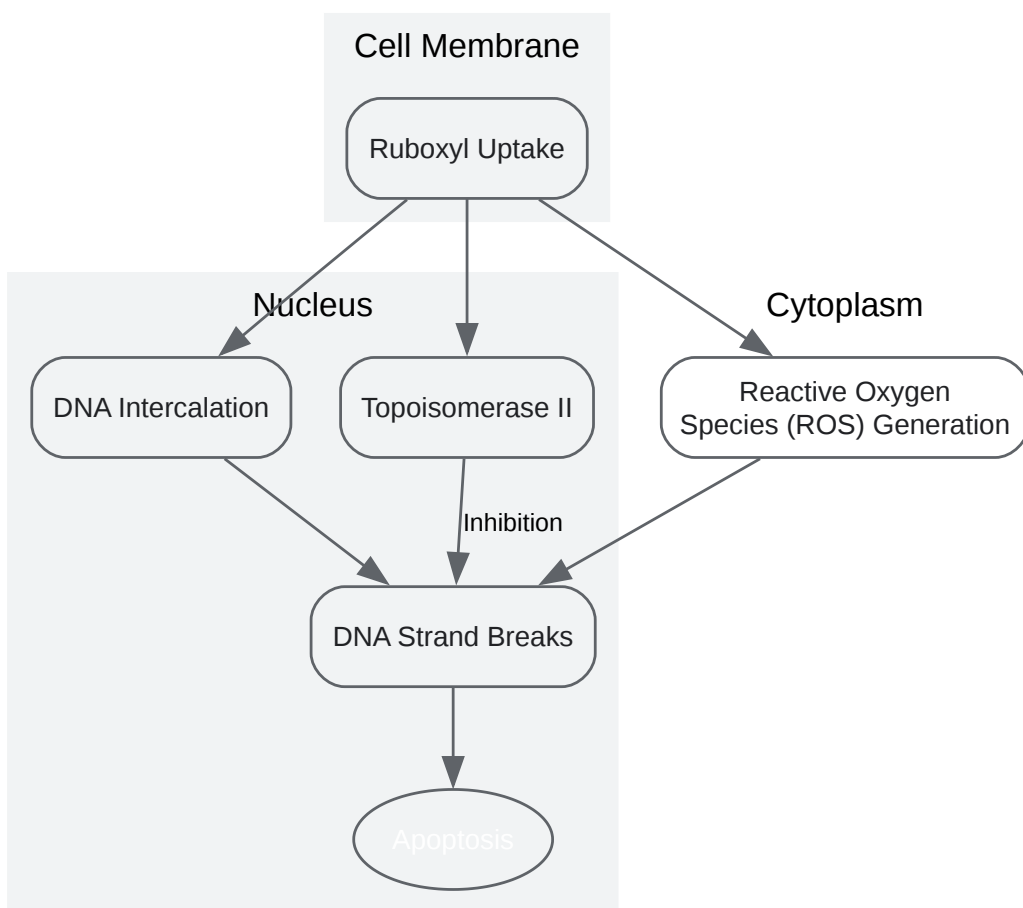 Cell Membrane
Ruboxyl Uptake
Nucleus
Cytoplasm
DNA Intercalation
Topoisomerase II
Reactive Oxygen
Species (ROS) Generation
Inhibition
DNA Strand Breaks
Apoptosis